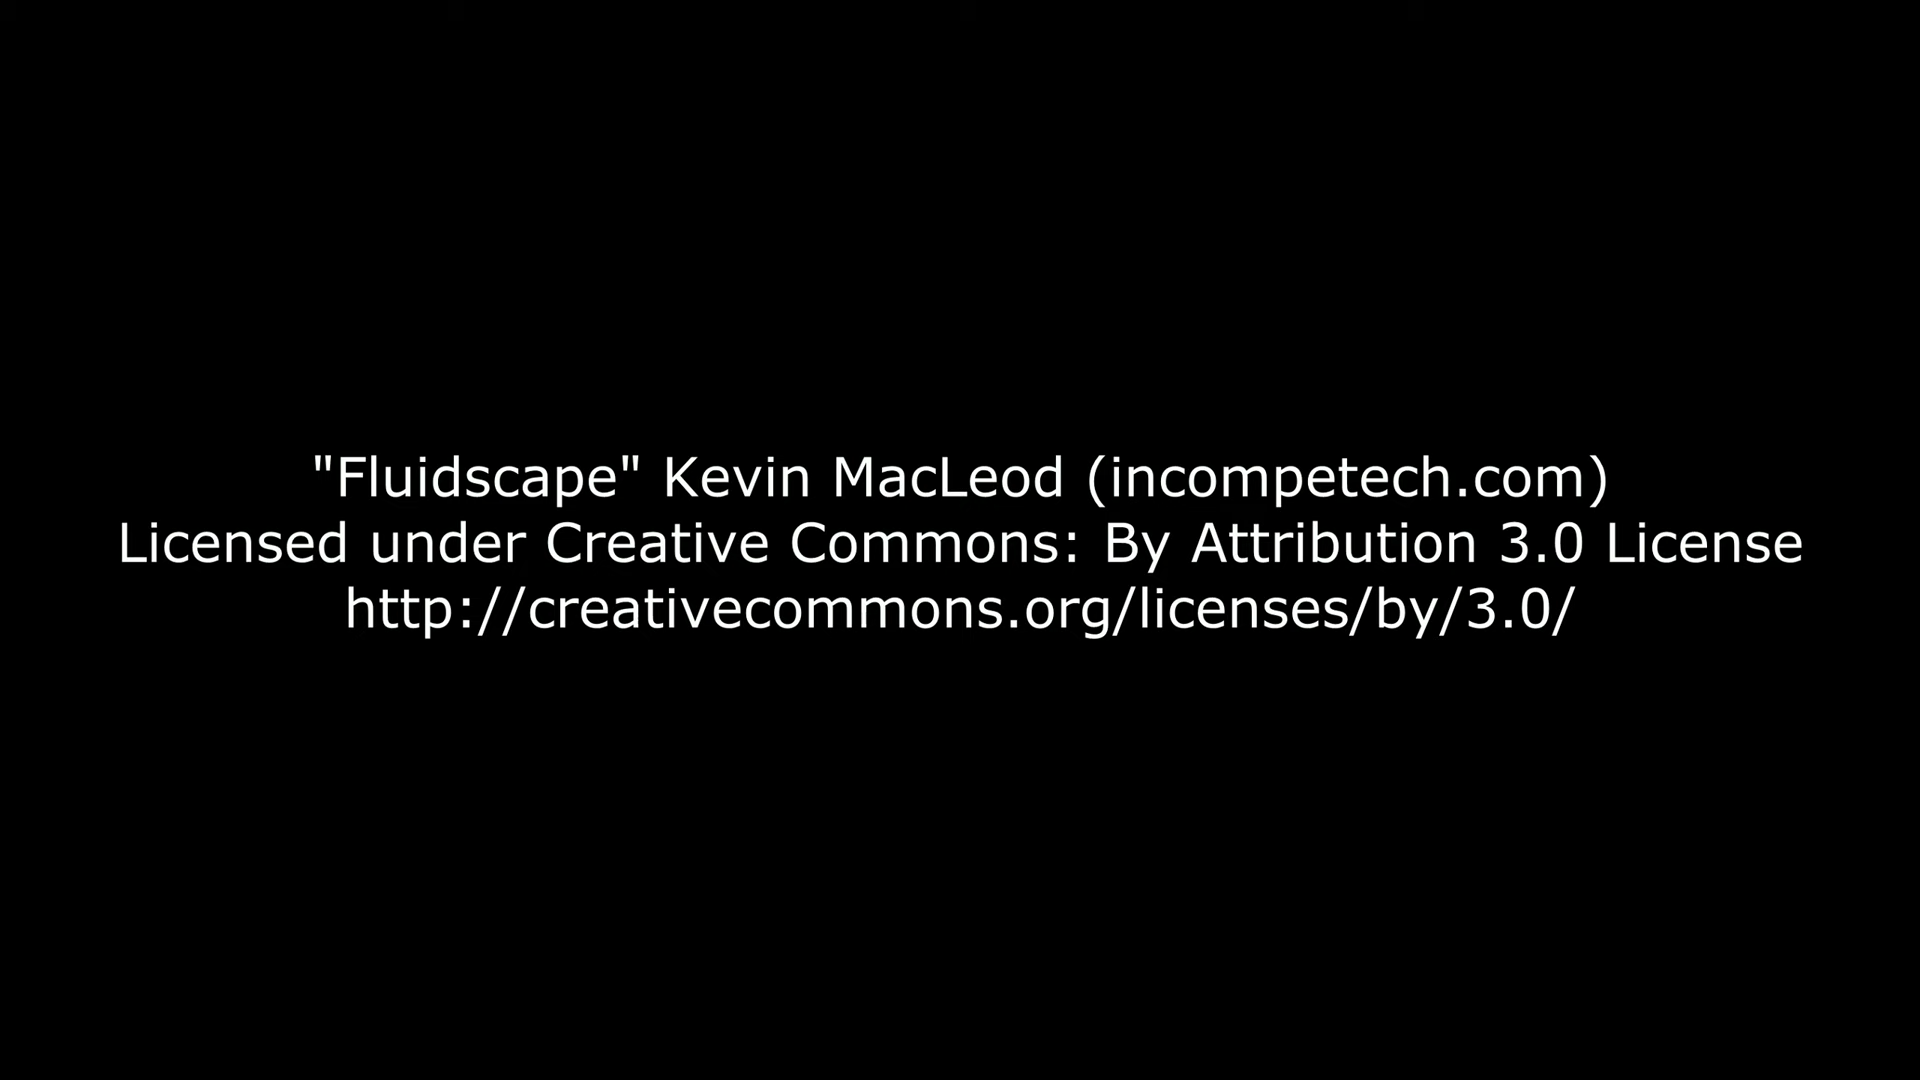 "Fluidscape" Kevin MacLeod (incompetech.com)
Licensed under Creative Commons: By Attribution 3.0 License
http://creativecommons.org/licenses/by/3.0/